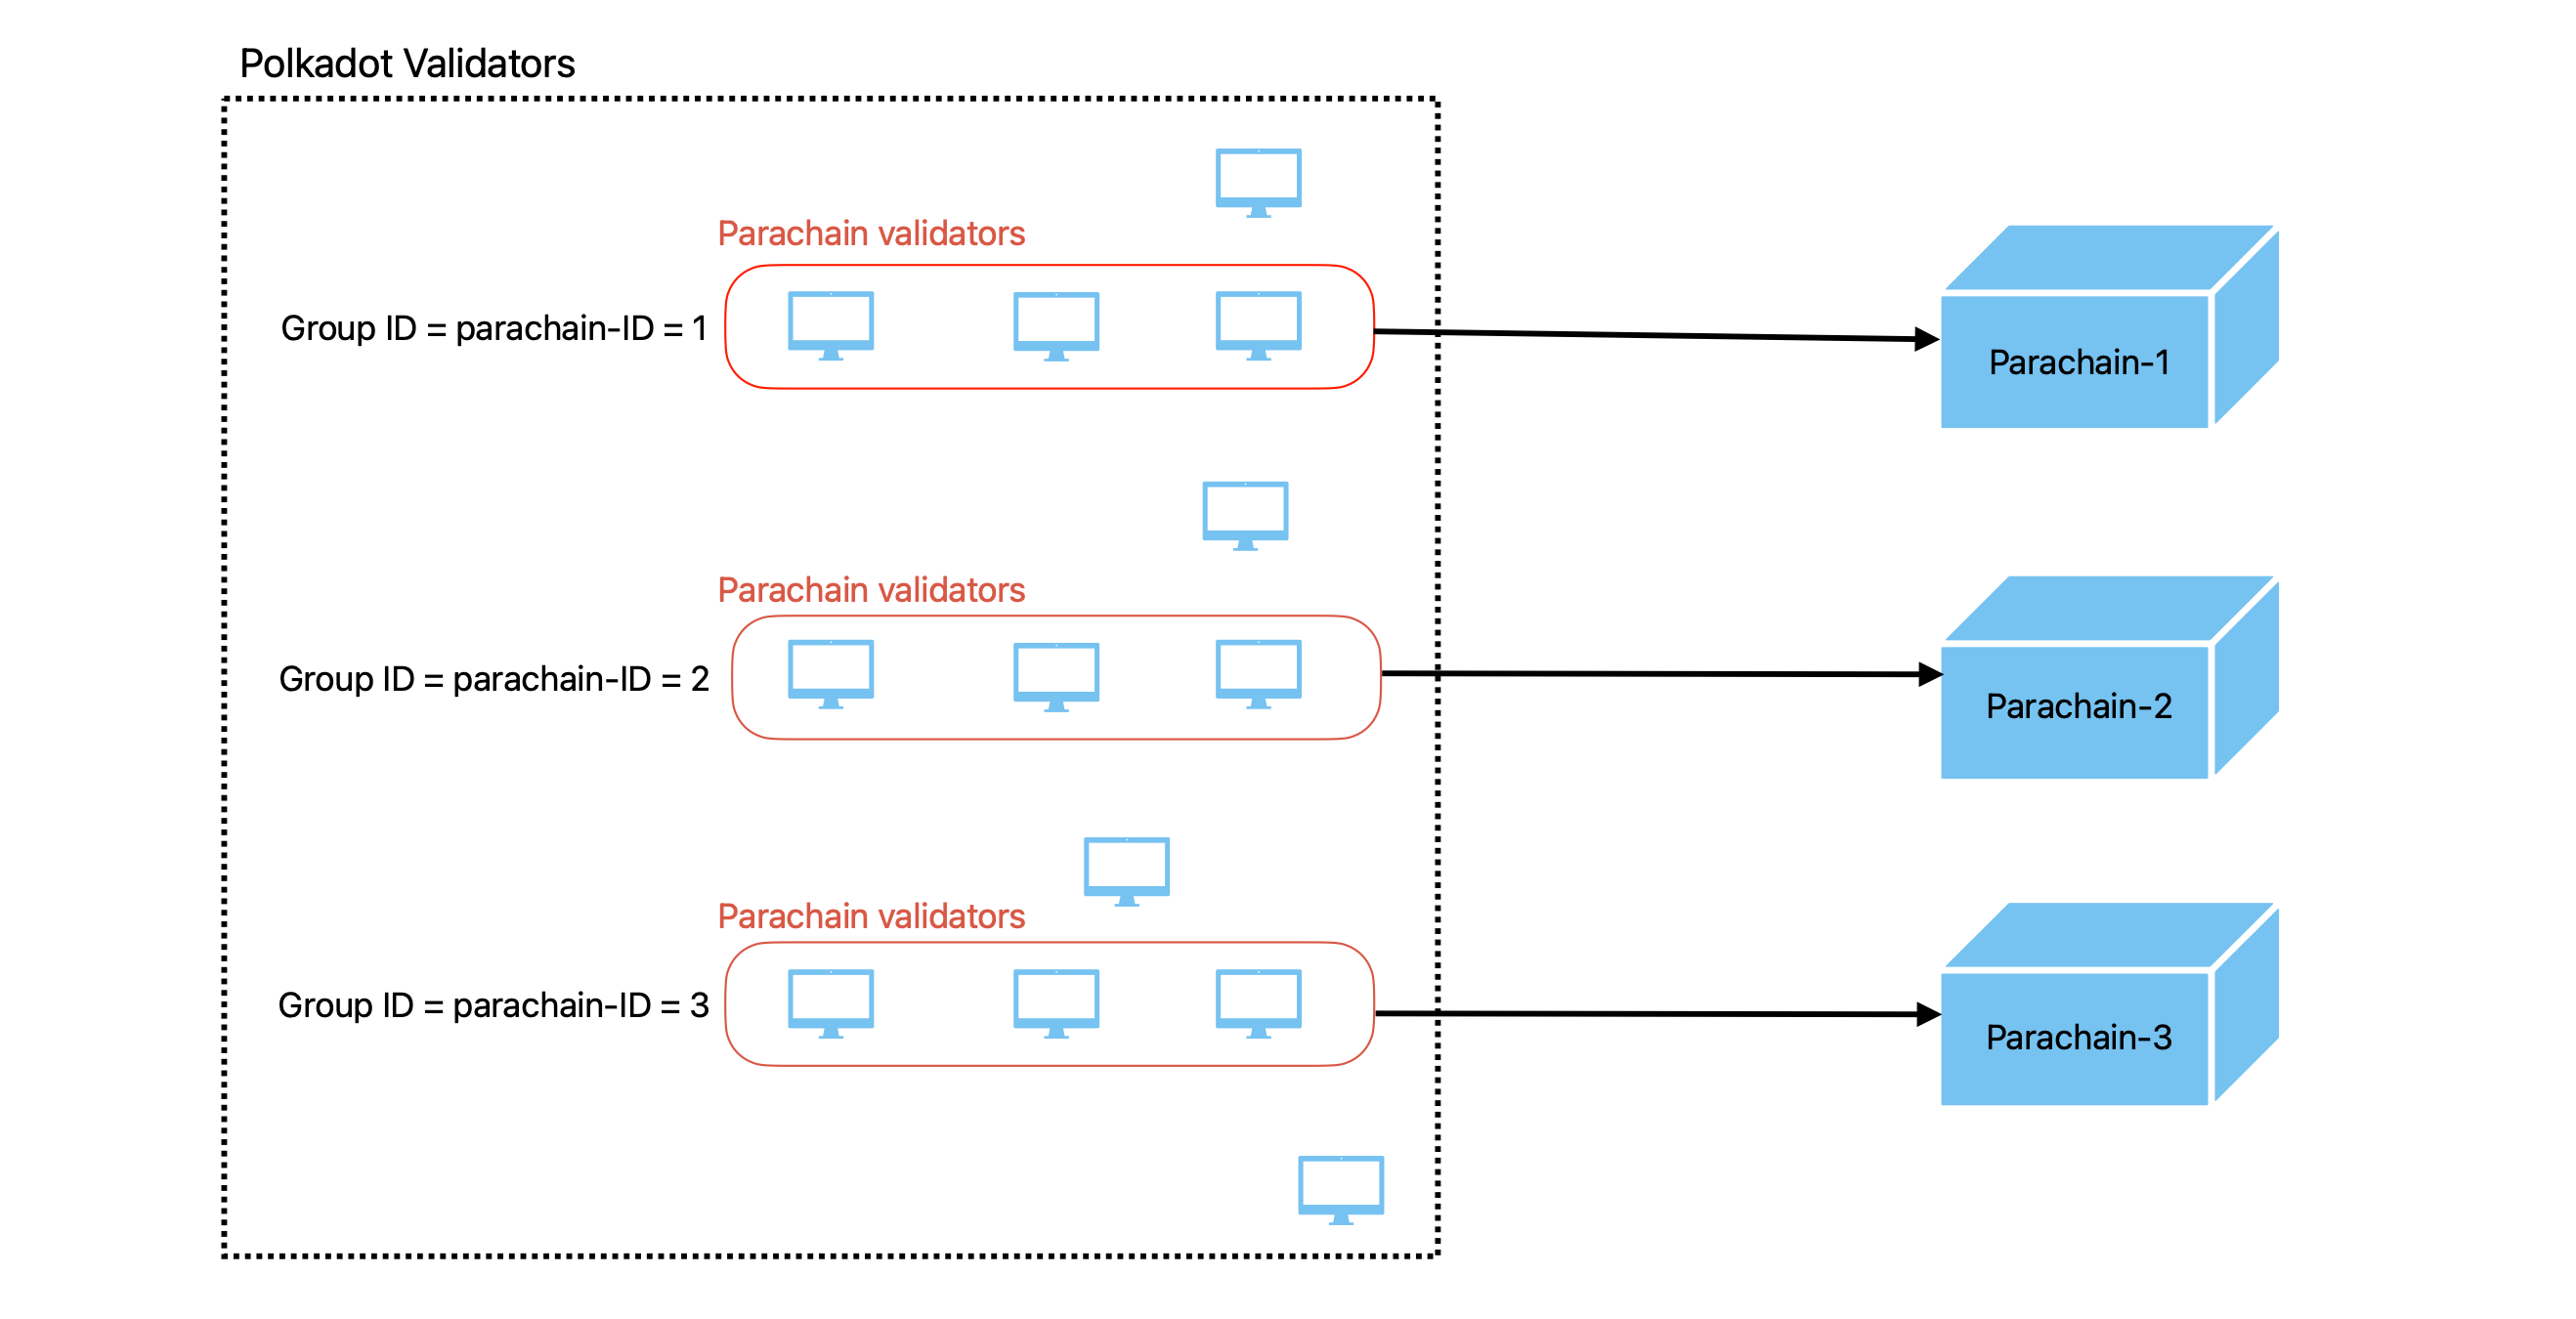 Polkadot Validators
Parachain validators
Group ID = parachain-ID = 1
Parachain-1
Parachain validators
Group ID = parachain-ID = 2
Parachain-2
Parachain validators
Group ID = parachain-ID = 3
Parachain-3